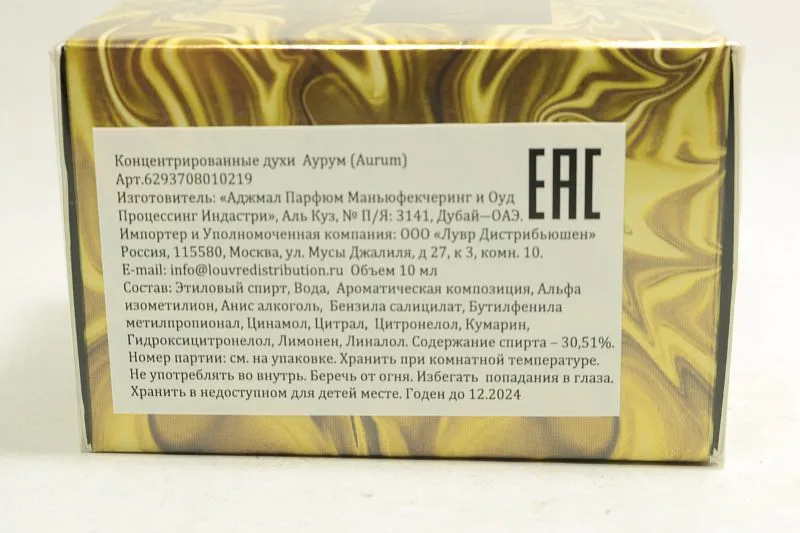 Концентрированные духи Аурум (Aurum)
Арт.6293708010219
Изготовитель: «Аджмал Парфюм Маньюфекчеринг и Оуд
Процессинг Индастри», Аль Куз, № П/Я: 3141, Дубай—ОАЭ.
EAC
Импортер и Уполномоченная компания: ООО «Лувр Дистрибьюшен»
Россия, 115580, Москва, ул. Мусы Джалиля, д 27, к 3, комн. 10.
E-mail: info@louvredistribution.ru Объем 10 мл
Состав: Этиловый спирт, Вода, Ароматическая композиция, Альфа
изометилион, Анис алкоголь, Бензила салицилат, Бутилфенила
метилпропионал, Цинамол, Цитрал, Цитронелол, Кумарин,
Гидроксицитронелол, Лимонен, Линалол. Содержание спирта – 30,51%.
Номер партии: см. на упаковке. Хранить при комнатной температуре.
Не употреблять во внутрь. Беречь от огня. Избегать попадания в глаза.
Хранить в недоступном для детей месте. Годен до 12.2024